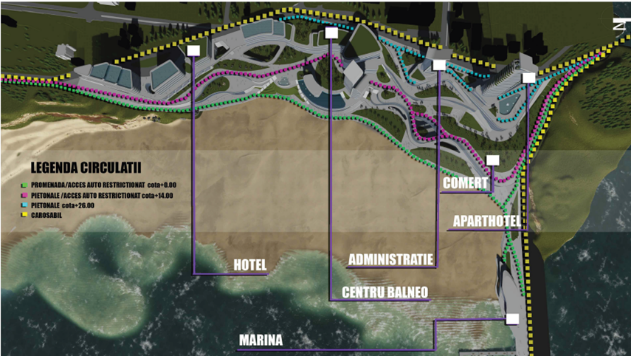 N
LEGENDA CIRCULATII
PROMENADA/ACCES AUTO RESTRICTIONAT cota+8.00
PIETONALE /ACCES AUTO RESTRICTIONAT cota+14.00
PIETONALE cota+26.00
CAROSABIL
COMERT
APARTHOTEL
ADMINISTRATIE
HOTEL
CENTRU BALNEO
MARINA